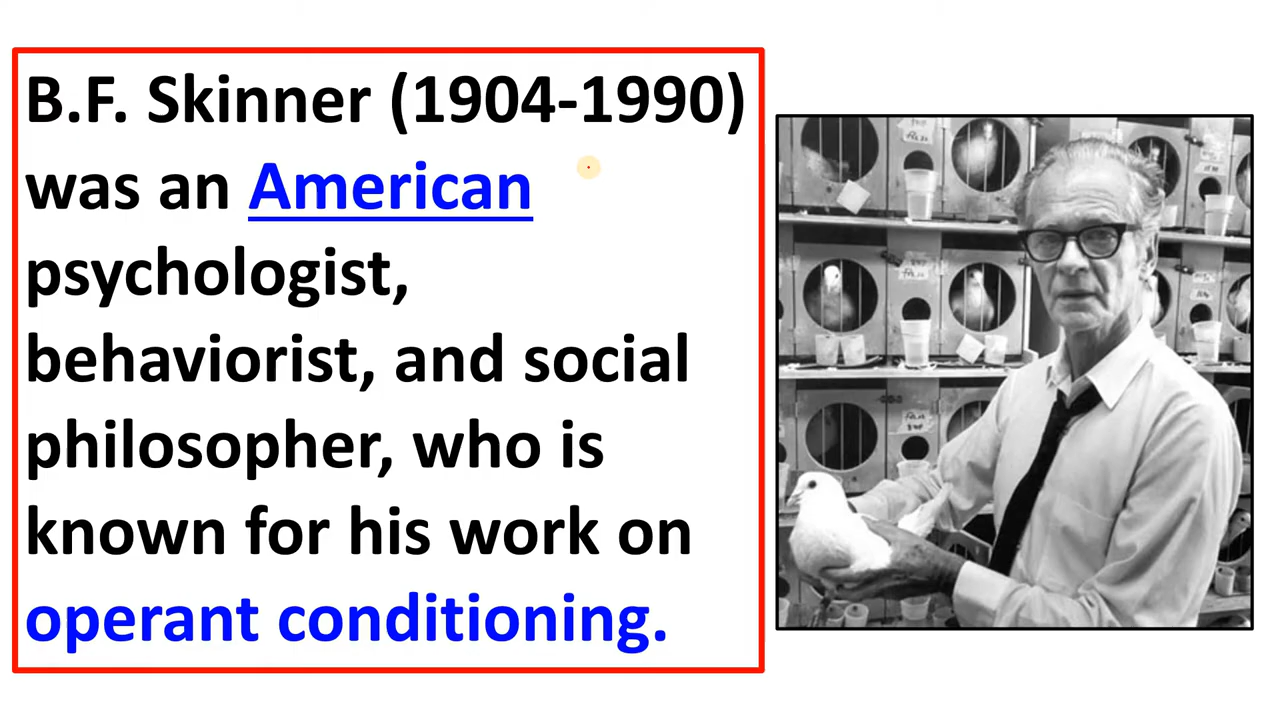 B.F. Skinner (1904-1990)
was an American
psychologist,
behaviorist, and social
philosopher, who is
known for his work on
operant conditioning.